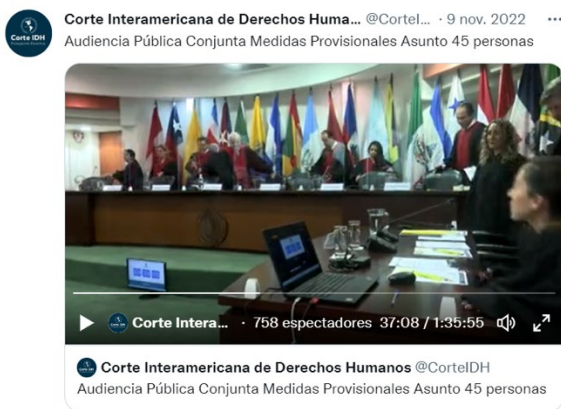 Corte Interamericana de Derechos Huma... @CorteI... · 9 nov. 2022 ...
Corte IDH
Audiencia Pública Conjunta Medidas Provisionales Asunto 45 personas
Corte Intera... · 758 espectadores 37:08 / 1:35:55
Corte Interamericana de Derechos Humanos @CorteIDH
Audiencia Pública Conjunta Medidas Provisionales Asunto 45 personas